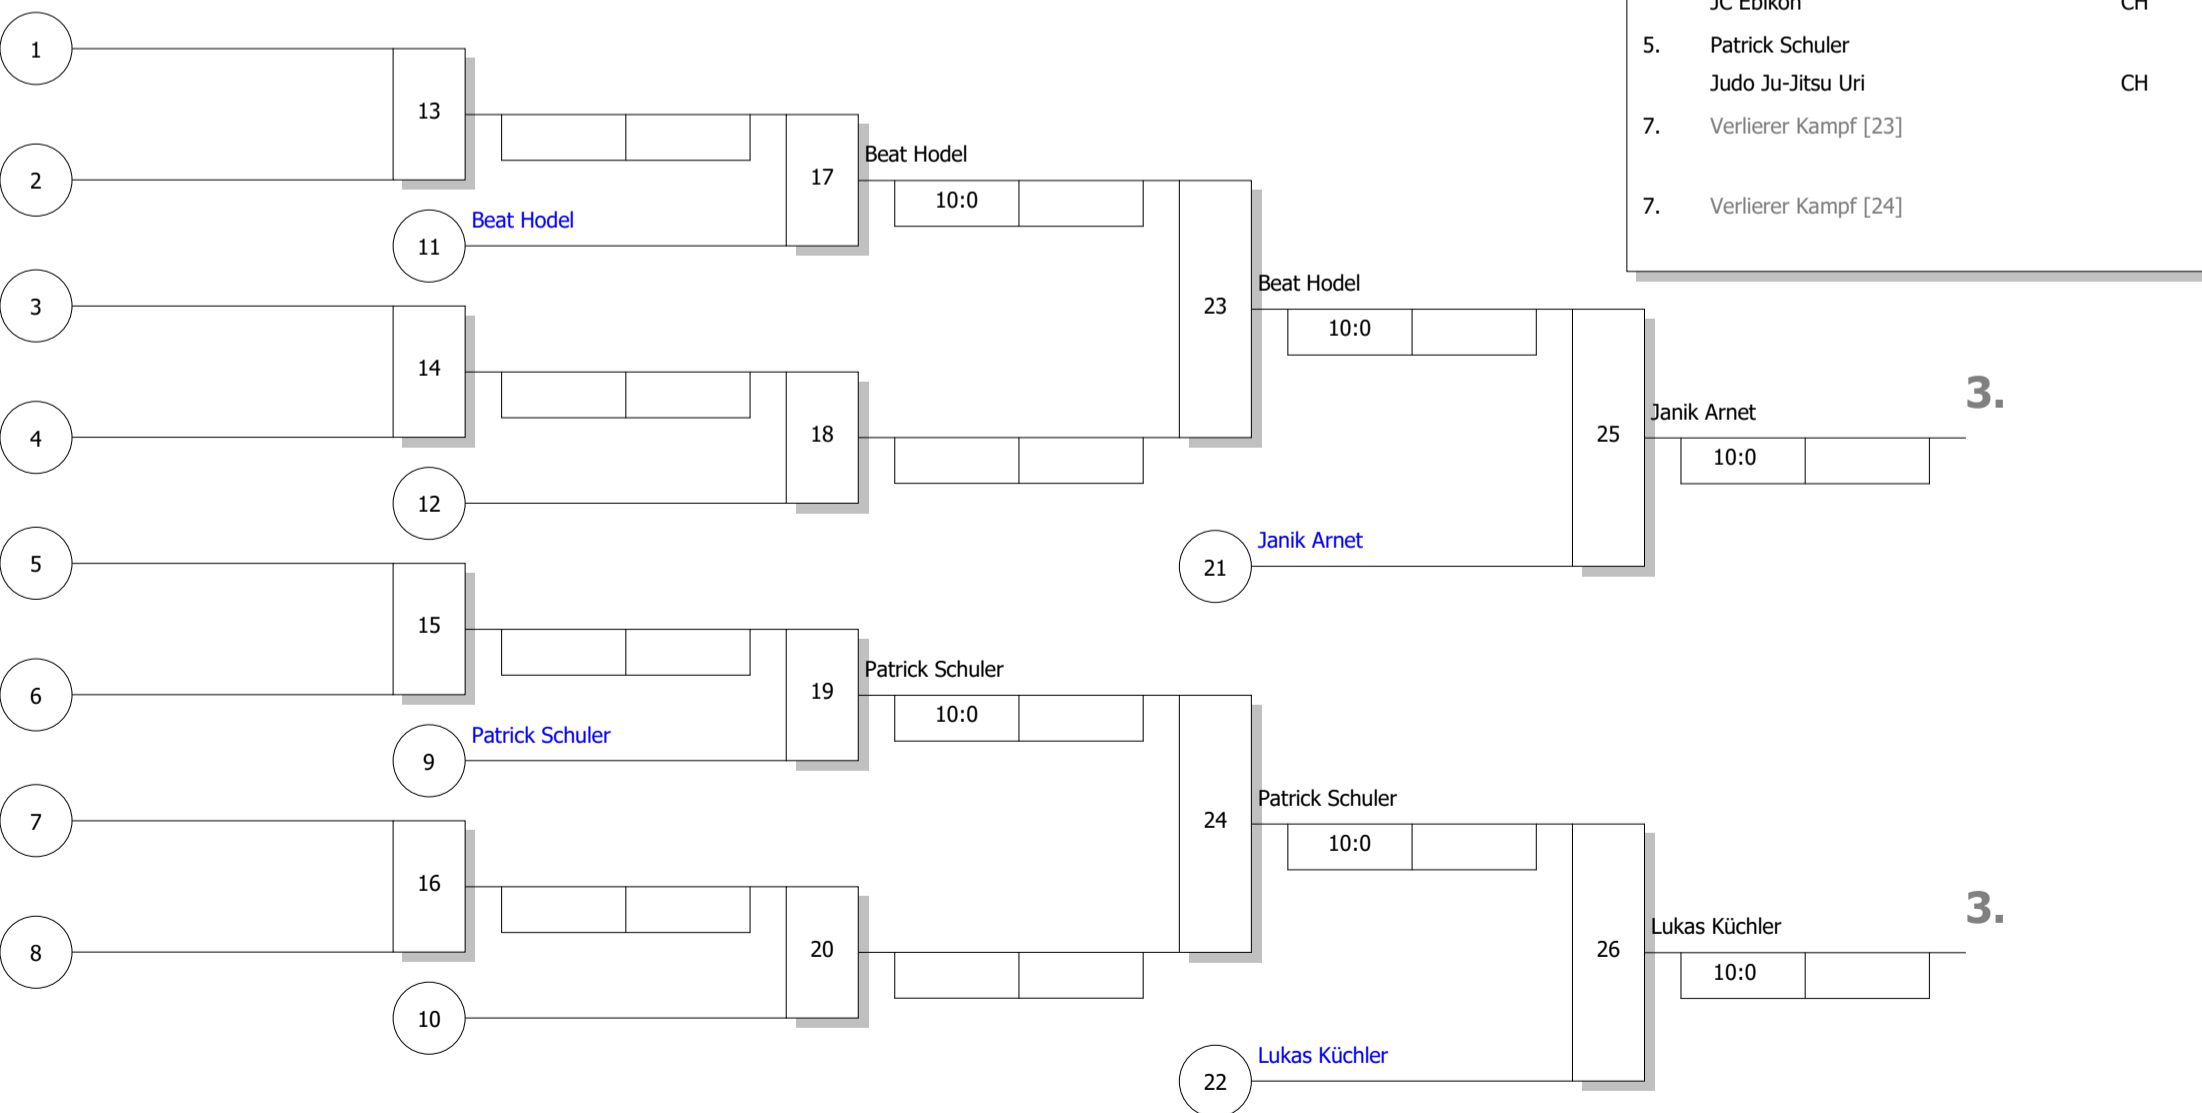 JC Ebikon CH
5. Patrick Schuler
Judo Ju-Jitsu Uri CH
7. Verlierer Kampf [23]
7. Verlierer Kampf [24]
1
13
2
17
Beat Hodel
10:0
11
Beat Hodel
3
23
Beat Hodel
10:0
14
4
18
12
25
Janik Arnet
3.
10:0
21
Janik Arnet
5
15
6
19
Patrick Schuler
10:0
9
Patrick Schuler
7
24
Patrick Schuler
10:0
16
8
20
10
26
Lukas Küchler
3.
10:0
22
Lukas Küchler